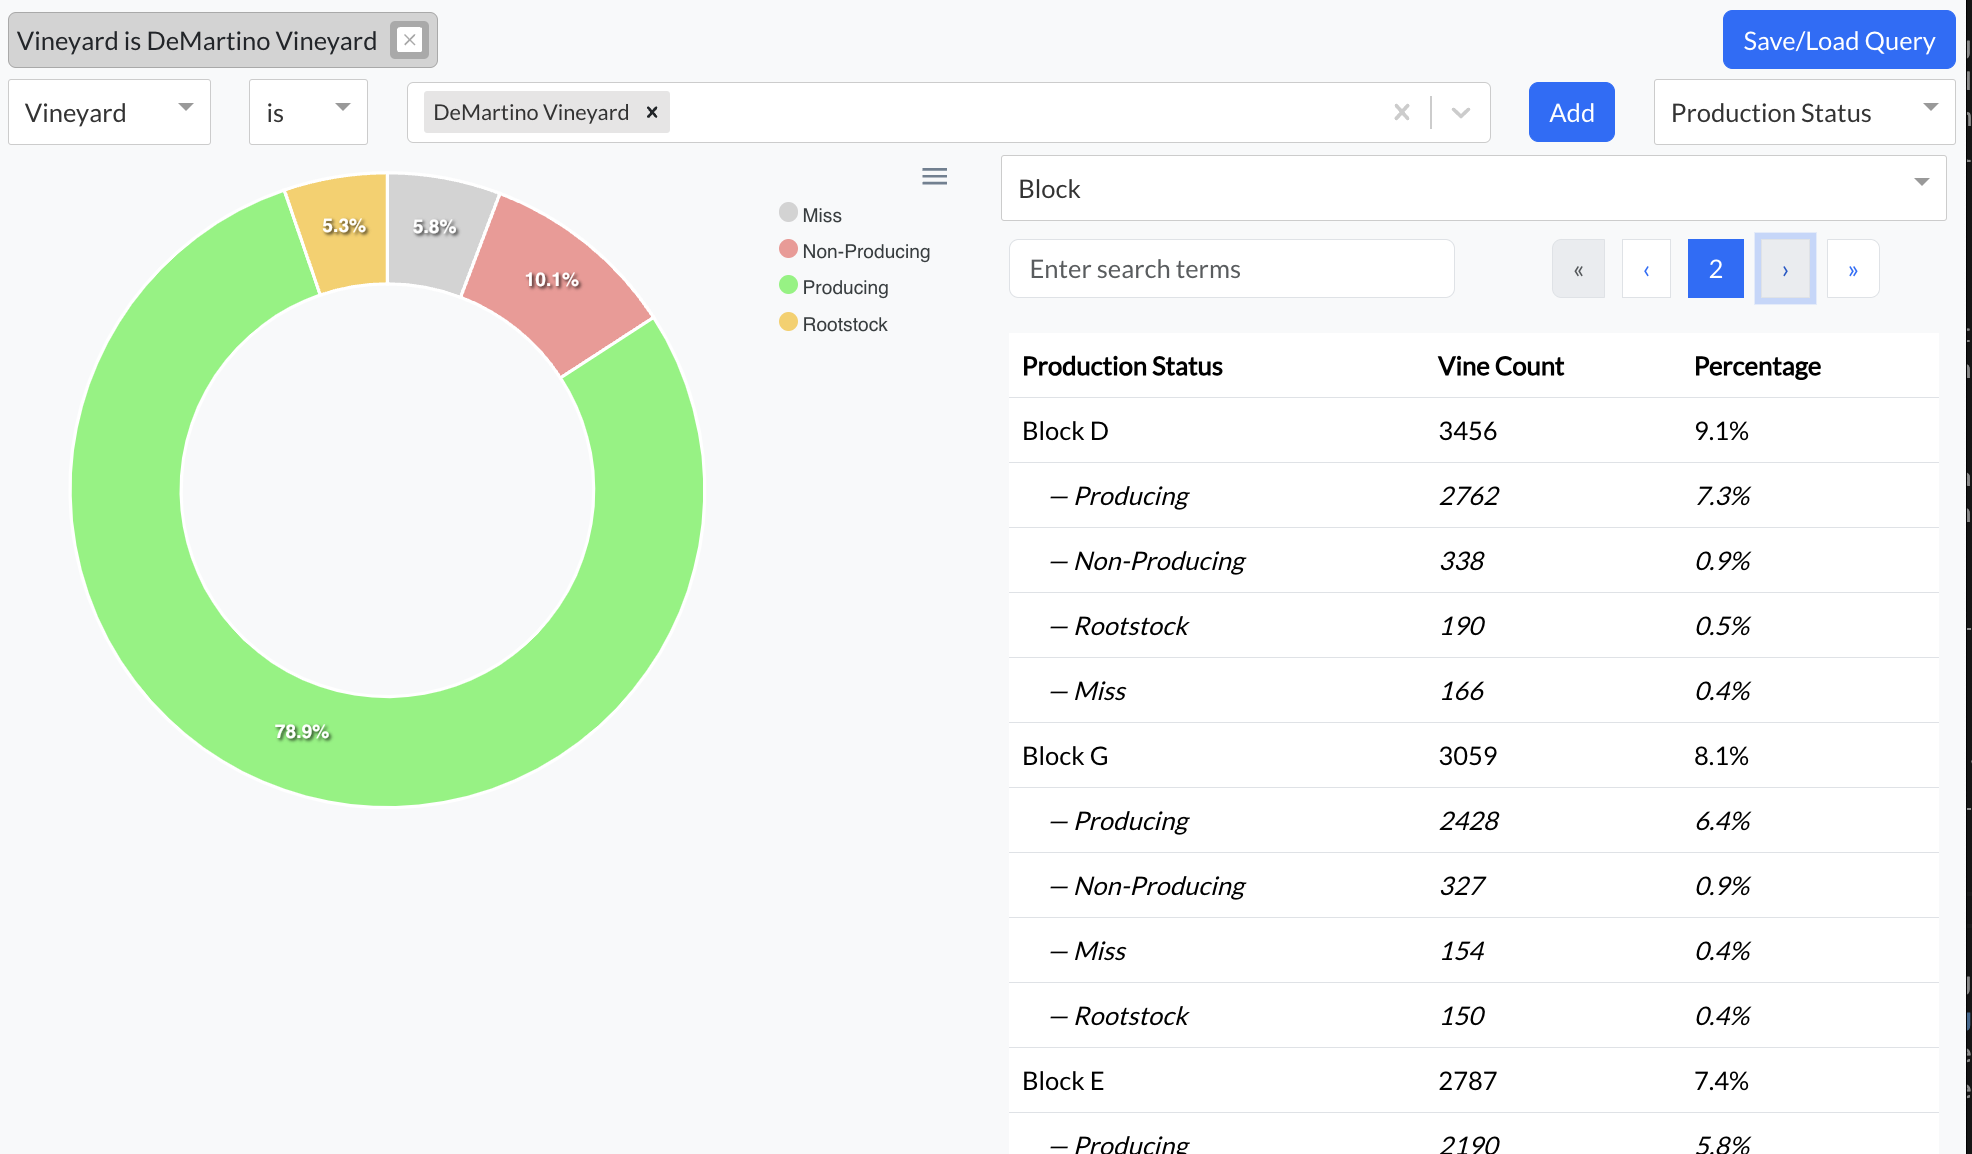 Vineyard is DeMartino Vineyard
Save/Load Query
Vineyard
is
DeMartino Vineyard
Add
Production Status
Miss
Non-Producing
Producing
Rootstock
5.3%
5.8%
10.1%
78.9%
Block
Enter search terms
« ‹ 2 › »
Production Status Vine Count Percentage
Block D 3456 9.1%
— Producing 2762 7.3%
— Non-Producing 338 0.9%
— Rootstock 190 0.5%
— Miss 166 0.4%
Block G 3059 8.1%
— Producing 2428 6.4%
— Non-Producing 327 0.9%
— Miss 154 0.4%
— Rootstock 150 0.4%
Block E 2787 7.4%
— Producing 2190 5.8%